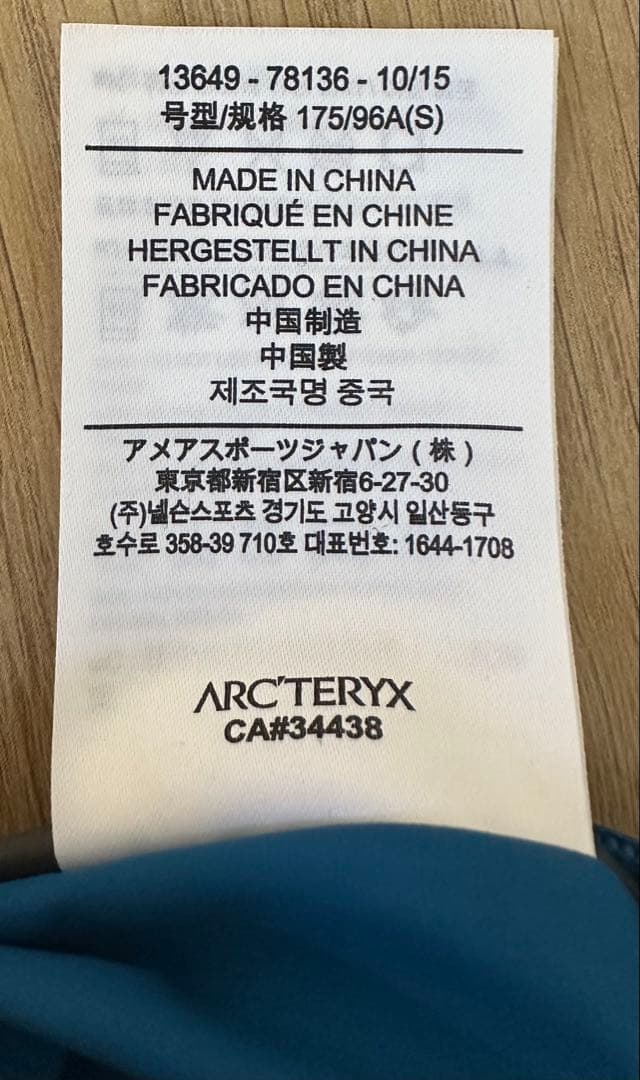 13649 - 78136 - 10/15
号型/规格 175/96A(S)
MADE IN CHINA
FABRIQUÉ EN CHINE
HERGESTELLT IN CHINA
FABRICADO EN CHINA
中国制造
中国製
제조국명 중국
アメアスポーツジャパン ( 株 )
東京都新宿区新宿6-27-30
(주)넬슨스포츠 경기도 고양시 일산동구
호수로 358-39 710호 대표번호: 1644-1708
ARC'TERYX
CA#34438